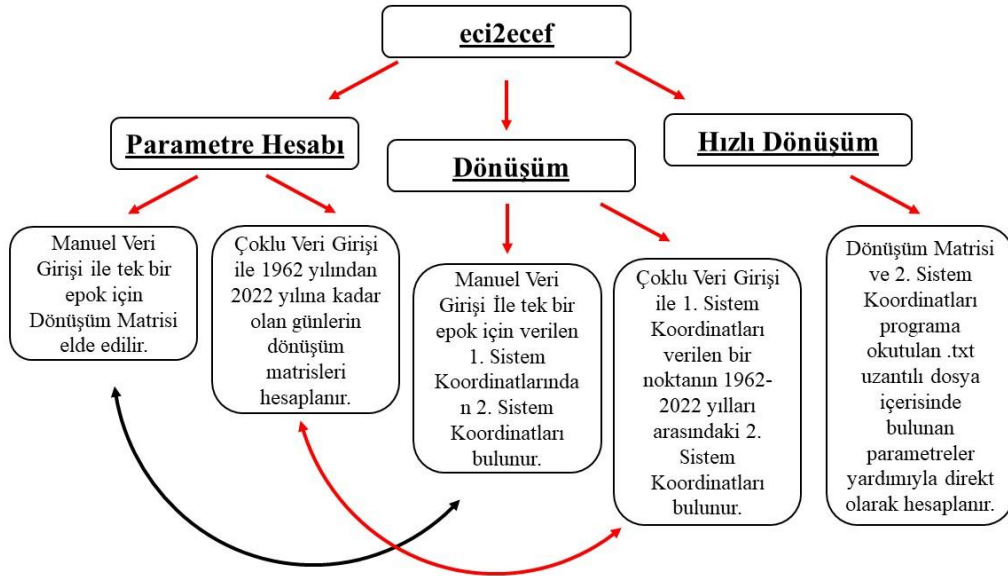 eci2ecef
Parametre Hesabı
Dönüşüm
Hızlı Dönüşüm
Manuel Veri
Girişi ile tek bir
epok için
Dönüşüm Matrisi
elde edilir.
Çoklu Veri Girişi
ile 1962 yılından
2022 yılına kadar
olan günlerin
dönüşüm
matrisleri
hesaplanır.
Manuel Veri
Girişi İle tek bir
epok için verilen
1. Sistem
Koordinatlarında
n 2. Sistem
Koordinatları
bulunur.
Çoklu Veri Girişi
ile 1. Sistem
Koordinatları
verilen bir
noktanın 1962-
2022 yılları
arasındaki 2.
Sistem
Koordinatları
bulunur.
Dönüşüm Matrisi
ve 2. Sistem
Koordinatları
programa
okutulan .txt
uzantılı dosya
içerisinde
bulunan
parametreler
yardımıyla direkt
olarak hesaplanır.